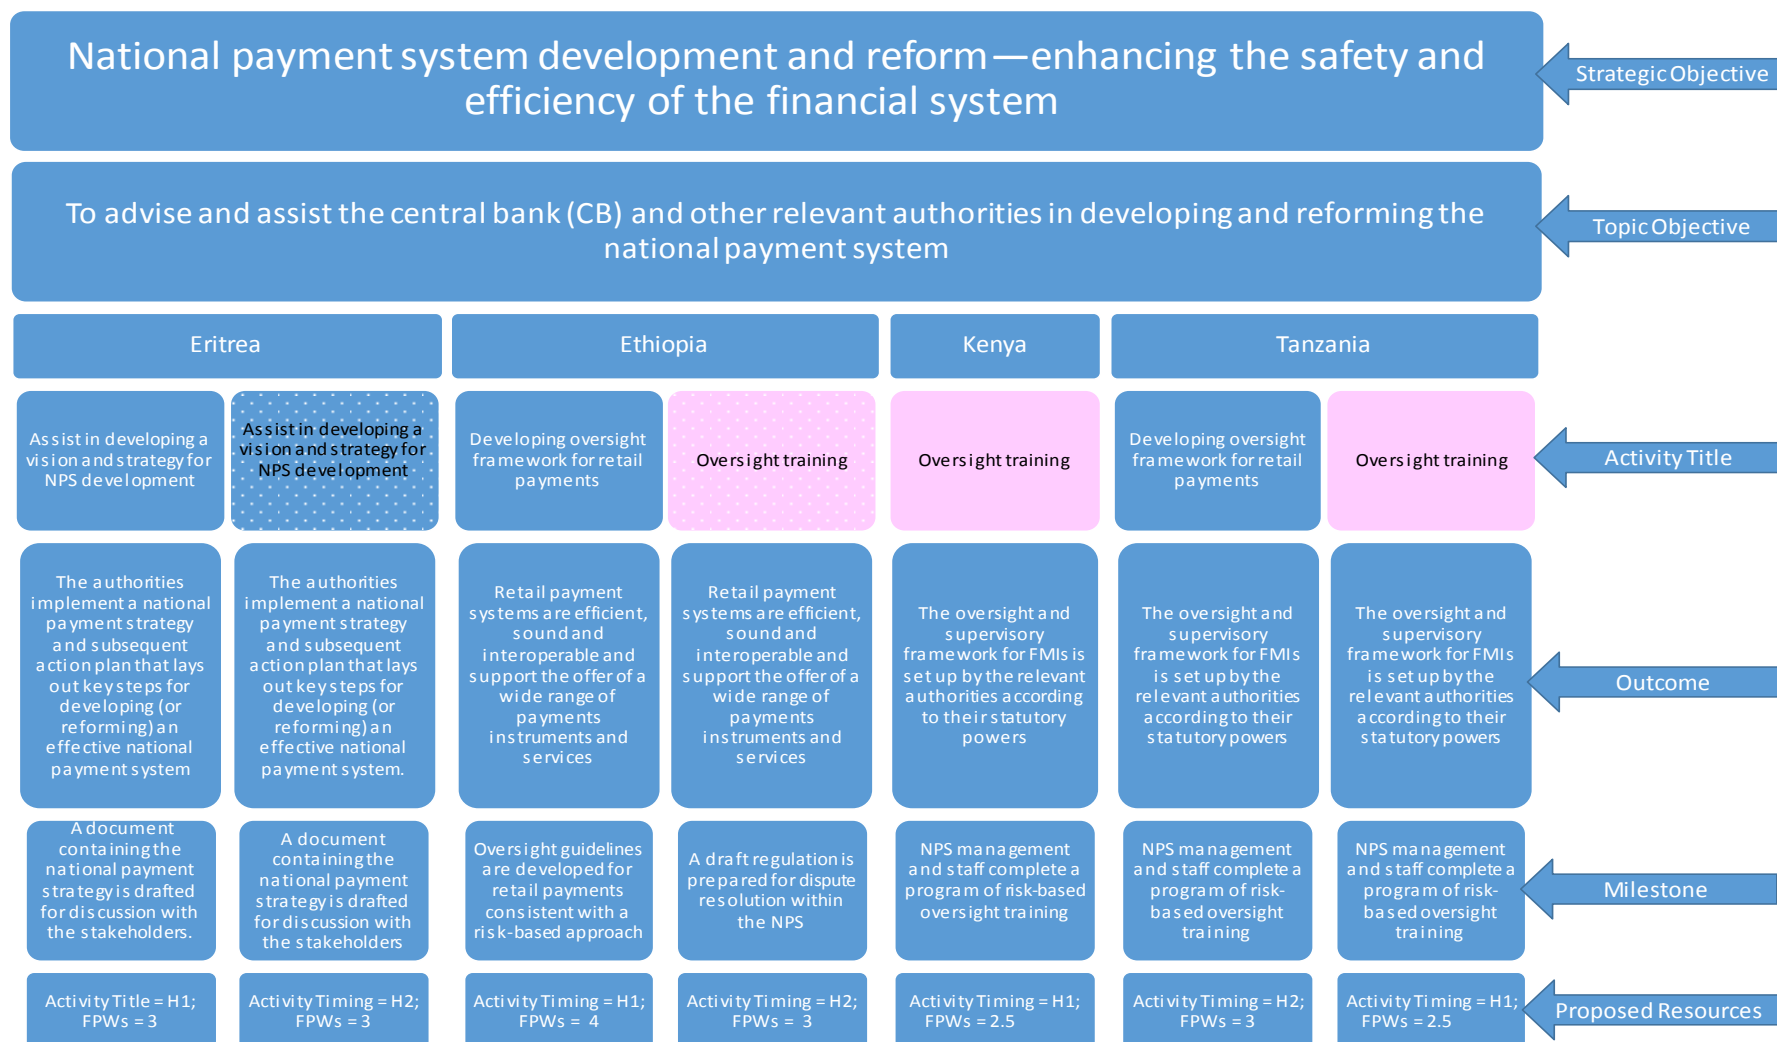 National payment system development and reform—enhancing the safety and
efficiency of the financial system
Strategic Objective
To advise and assist the central bank (CB) and other relevant authorities in developing and reforming the
national payment system
Topic Objective
Eritrea
Ethiopia
Kenya
Tanzania
Assist in developing a
vision and strategy for
NPS development
Assist in developing a
vision and strategy for
NPS development
Developing oversight
framework for retail
payments
Oversight training
Oversight training
Developing oversight
framework for retail
payments
Oversight training
Activity Title
The authorities
implement a national
payment strategy
and subsequent
action plan that lays
out key steps for
developing (or
reforming) an
effective national
payment system
The authorities
implement a national
payment strategy
and subsequent
action plan that lays
out key steps for
developing (or
reforming) an
effective national
payment system.
Retail payment
systems are efficient,
sound and
interoperable and
support the offer of a
wide range of
payments
instruments and
services
Retail payment
systems are efficient,
sound and
interoperable and
support the offer of a
wide range of
payments
instruments and
services
The oversight and
supervisory
framework for FMIs is
set up by the relevant
authorities according
to their statutory
powers
The oversight and
supervisory
framework for FMIs
is set up by the
relevant authorities
according to their
statutory powers
The oversight and
supervisory
framework for FMIs
is set up by the
relevant authorities
according to their
statutory powers
Outcome
A document
containing the
national payment
strategy is drafted
for discussion with
the stakeholders.
A document
containing the
national payment
strategy is drafted
for discussion with
the stakeholders
Oversight guidelines
are developed for
retail payments
consistent with a
risk-based approach
A draft regulation is
prepared for dispute
resolution within
the NPS
NPS management
and staff complete a
program of risk-based
oversight training
NPS management
and staff complete a
program of risk-
based oversight
training
NPS management
and staff complete a
program of risk-
based oversight
training
Milestone
Activity Title = H1;
FPWs = 3
Activity Timing = H2;
FPWs = 3
Activity Timing = H1;
FPWs = 4
Activity Timing = H2;
FPWs = 3
Activity Timing = H1;
FPWs = 2.5
Activity Timing = H2;
FPWs = 3
Activity Timing = H1;
FPWs = 2.5
Proposed Resources